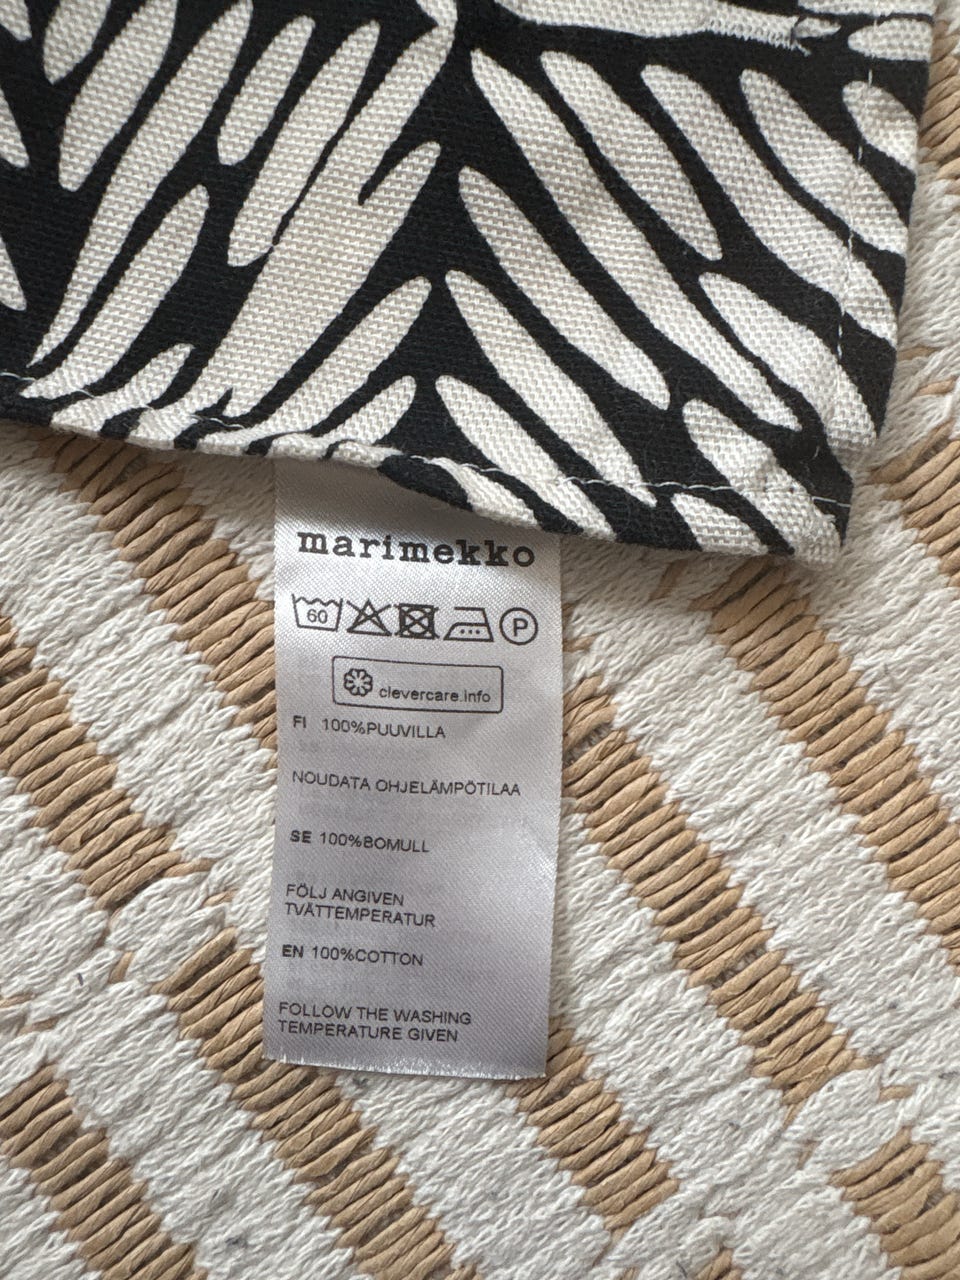 marimekko
60 P
clevercare.info
FI 100%PUUVILLA
NOUDATA OHJELÄMPÖTILAA
SE 100%BOMULL
FÖLJ ANGIVEN
TVÄTTEMPERATUR
EN 100%COTTON
FOLLOW THE WASHING
TEMPERATURE GIVEN